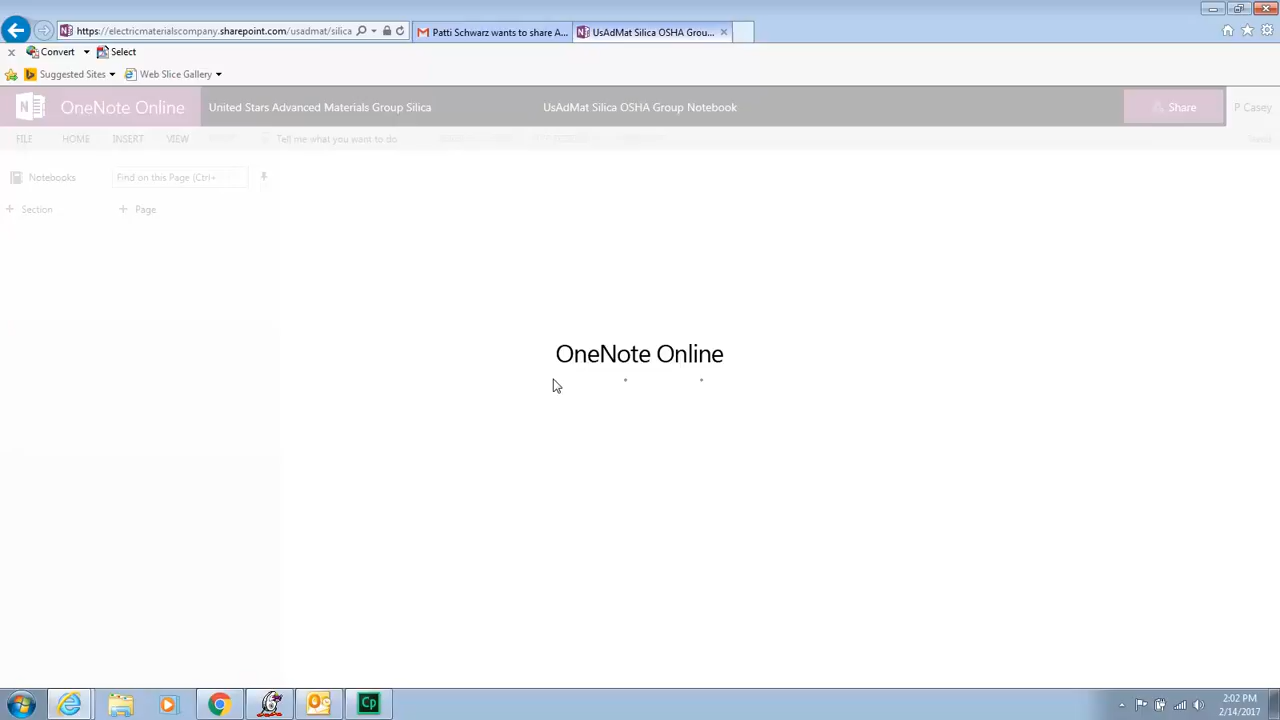 https://electricmaterialscompany.sharepoint.com/usadmat/silica
Patti Schwarz wants to share A...
UsAdMat Silica OSHA Grou...
Convert
Select
Suggested Sites
Web Slice Gallery
OneNote Online
United Stars Advanced Materials Group Silica
UsAdMat Silica OSHA Group Notebook
Share
P Casey
FILE
HOME
INSERT
VIEW
Tell me what you want to do
Notebooks
Find on this Page (Ctrl+
Section
Page
OneNote Online
Cp
2:02 PM
2/14/2017